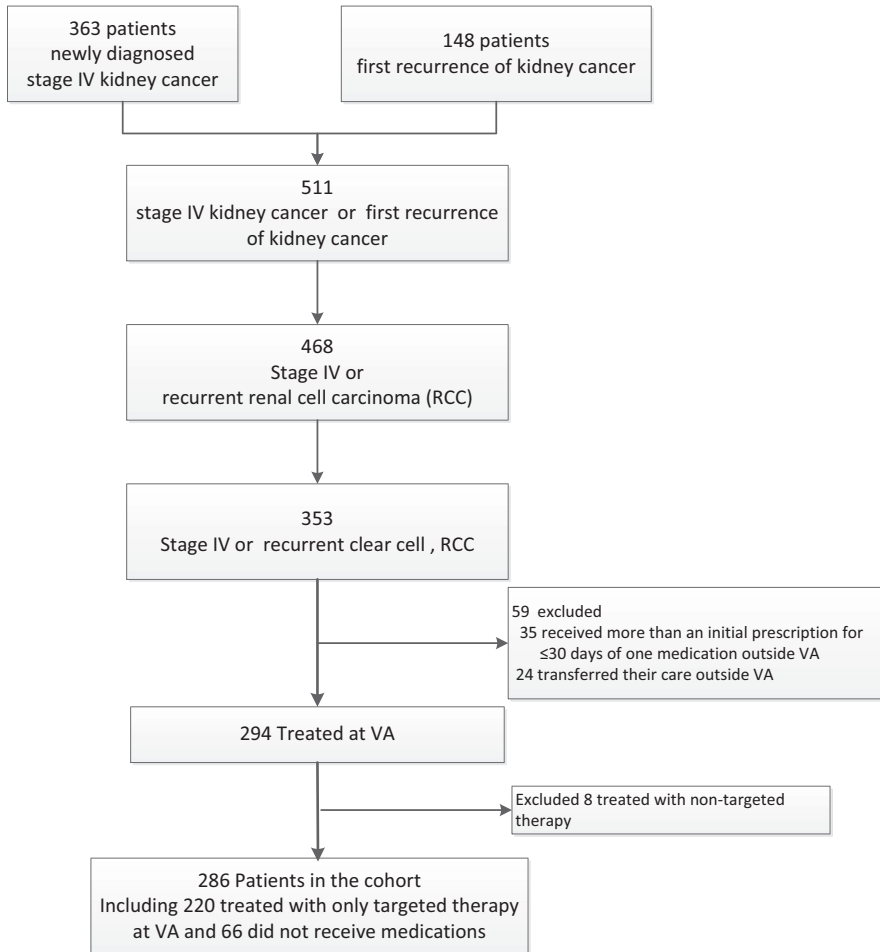 363 patients
newly diagnosed
stage IV kidney cancer
148 patients
first recurrence of kidney cancer
511
stage IV kidney cancer or first recurrence
of kidney cancer
468
Stage IV or
recurrent renal cell carcinoma (RCC)
353
Stage IV or recurrent clear cell , RCC
59 excluded
35 received more than an initial prescription for
≤30 days of one medication outside VA
24 transferred their care outside VA
294 Treated at VA
Excluded 8 treated with non-targeted
therapy
286 Patients in the cohort
Including 220 treated with only targeted therapy
at VA and 66 did not receive medications